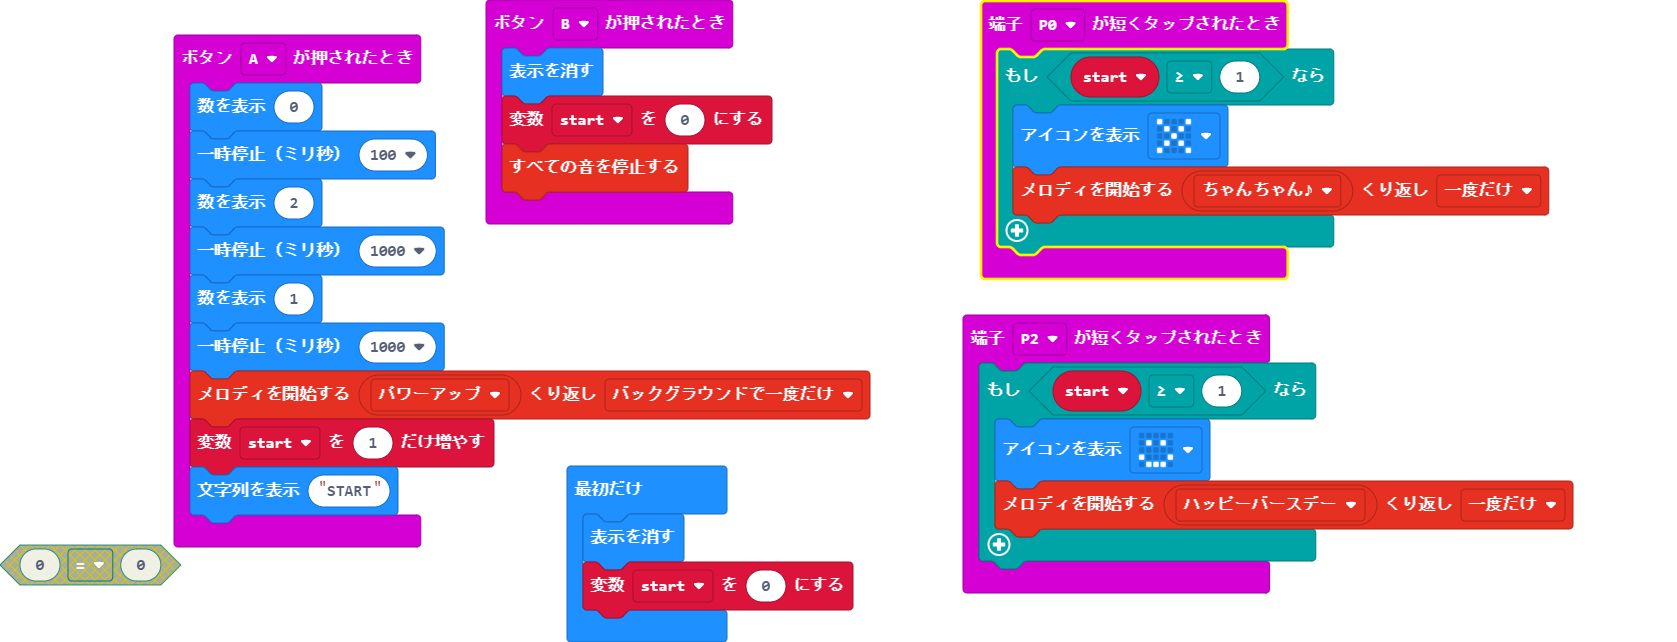 ボタン A が押されたとき
数を表示 0
一時停止（ミリ秒） 100
数を表示 2
一時停止（ミリ秒） 1000
数を表示 1
一時停止（ミリ秒） 1000
メロディを開始する パワーアップ くり返し バックグラウンドで一度だけ
変数 start を 1 だけ増やす
文字列を表示 "START"
0 = 0
ボタン B が押されたとき
表示を消す
変数 start を 0 にする
すべての音を停止する
最初だけ
表示を消す
変数 start を 0 にする
端子 P0 が短くタップされたとき
もし start ≥ 1 なら
アイコンを表示
メロディを開始する ちゃんちゃん♪ くり返し 一度だけ
端子 P2 が短くタップされたとき
もし start ≥ 1 なら
アイコンを表示
メロディを開始する ハッピーバースデー くり返し 一度だけ